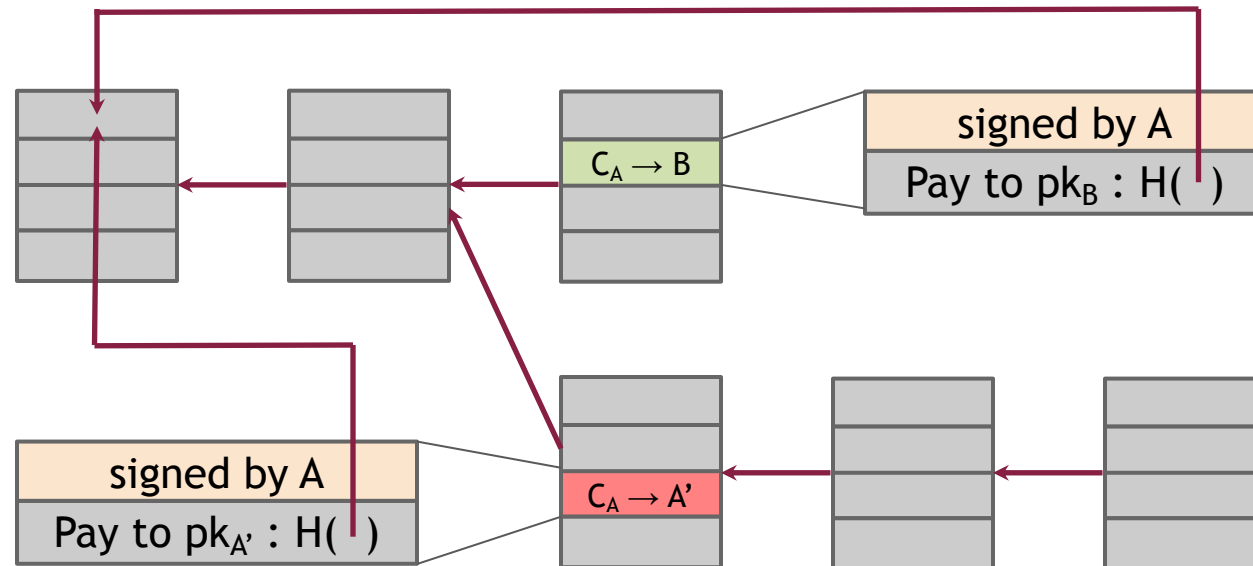 signed by A
C_A → B
Pay to pk_B : H( )
signed by A
C_A → A’
Pay to pk_A’ : H( )